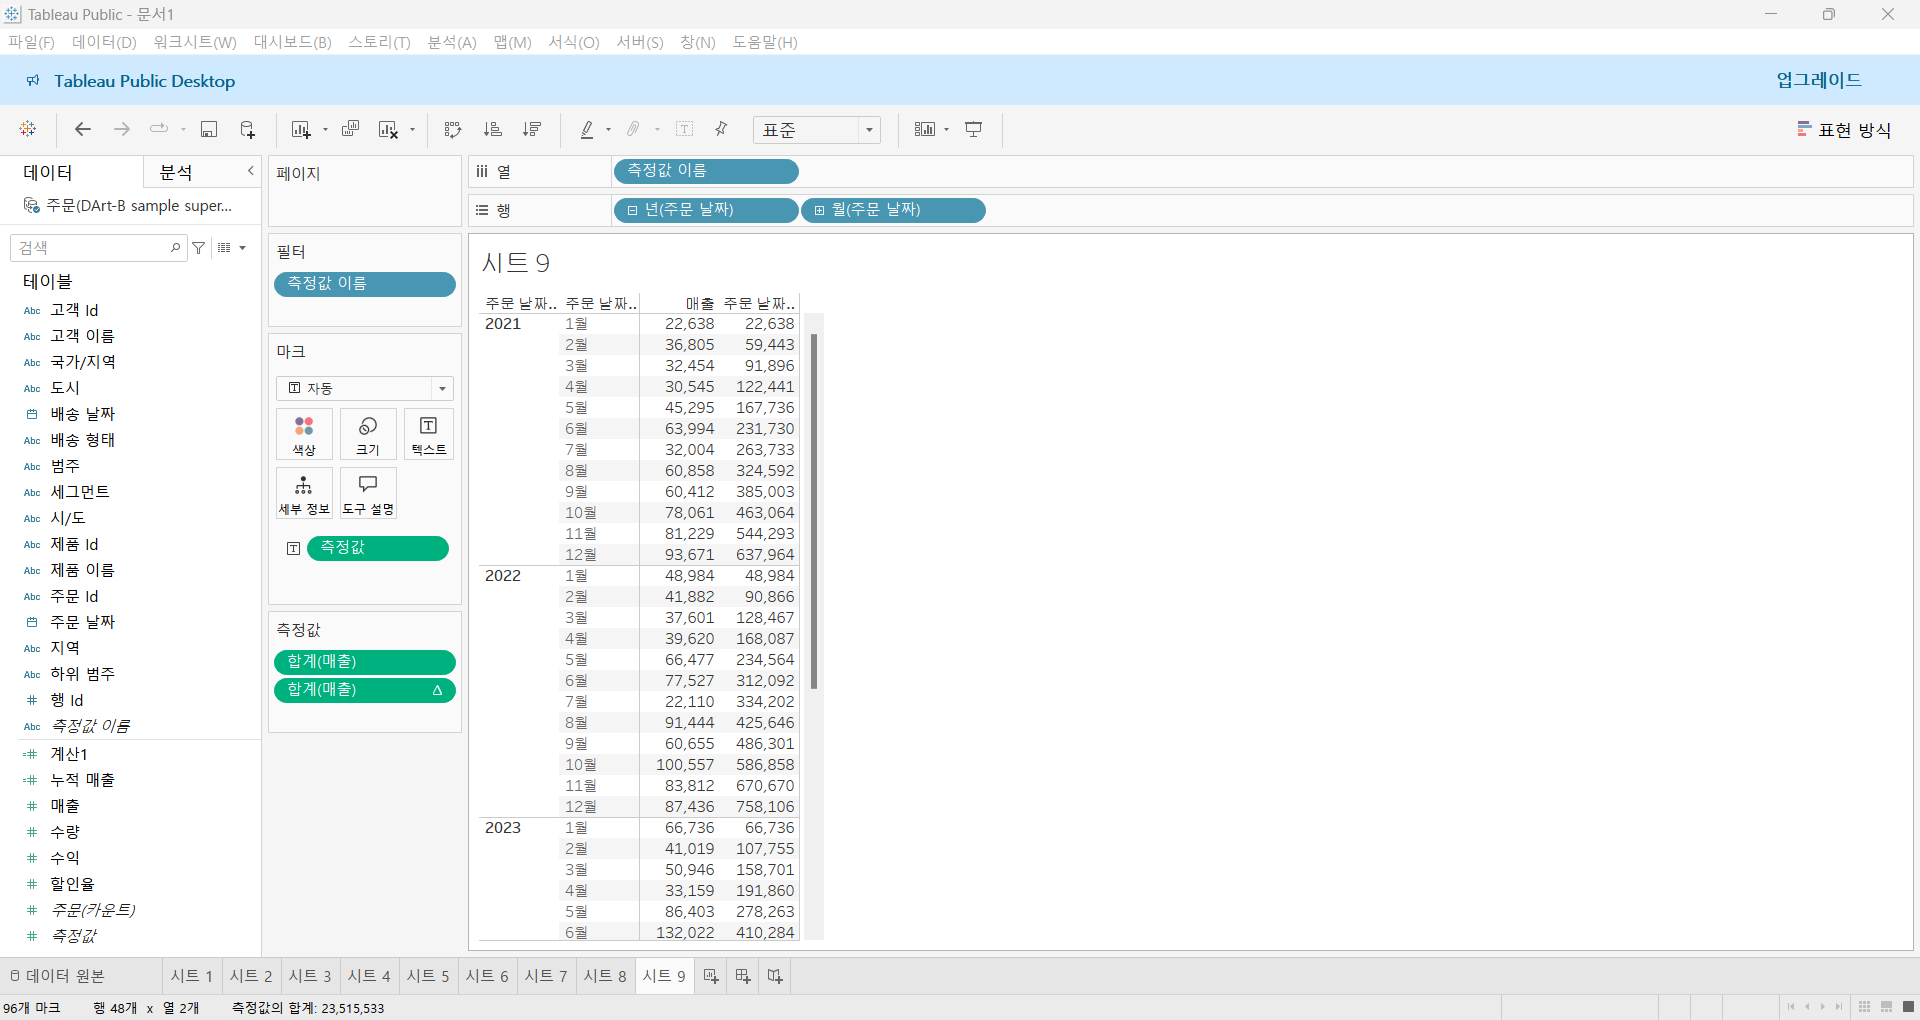 Tableau Public - 문서1
파일(F) 데이터(D) 워크시트(W) 대시보드(B) 스토리(T) 분석(A) 맵(M) 서식(O) 서버(S) 창(N) 도움말(H)
Tableau Public Desktop 업그레이드
표준 표현 방식
데이터 분석
주문(DArt-B sample super...
검색
테이블
Abc 고객 Id
Abc 고객 이름
Abc 국가/지역
Abc 도시
배송 날짜
Abc 배송 형태
Abc 범주
Abc 세그먼트
Abc 시/도
Abc 제품 Id
Abc 제품 이름
Abc 주문 Id
주문 날짜
Abc 지역
Abc 하위 범주
# 행 Id
Abc 측정값 이름
=# 계산1
=# 누적 매출
# 매출
# 수량
# 수익
# 할인율
# 주문(카운트)
# 측정값
페이지
필터
측정값 이름
마크
자동
색상 크기 텍스트
세부 정보 도구 설명
측정값
측정값
합계(매출)
합계(매출) Δ
열 측정값 이름
행 년(주문 날짜) 월(주문 날짜)
시트 9
주문 날짜.. 주문 날짜.. 매출 주문 날짜..
2021 1월 22,638 22,638
2월 36,805 59,443
3월 32,454 91,896
4월 30,545 122,441
5월 45,295 167,736
6월 63,994 231,730
7월 32,004 263,733
8월 60,858 324,592
9월 60,412 385,003
10월 78,061 463,064
11월 81,229 544,293
12월 93,671 637,964
2022 1월 48,984 48,984
2월 41,882 90,866
3월 37,601 128,467
4월 39,620 168,087
5월 66,477 234,564
6월 77,527 312,092
7월 22,110 334,202
8월 91,444 425,646
9월 60,655 486,301
10월 100,557 586,858
11월 83,812 670,670
12월 87,436 758,106
2023 1월 66,736 66,736
2월 41,019 107,755
3월 50,946 158,701
4월 33,159 191,860
5월 86,403 278,263
6월 132,022 410,284
데이터 원본 시트 1 시트 2 시트 3 시트 4 시트 5 시트 6 시트 7 시트 8 시트 9
96개 마크 행 48개 x 열 2개 측정값의 합계: 23,515,533